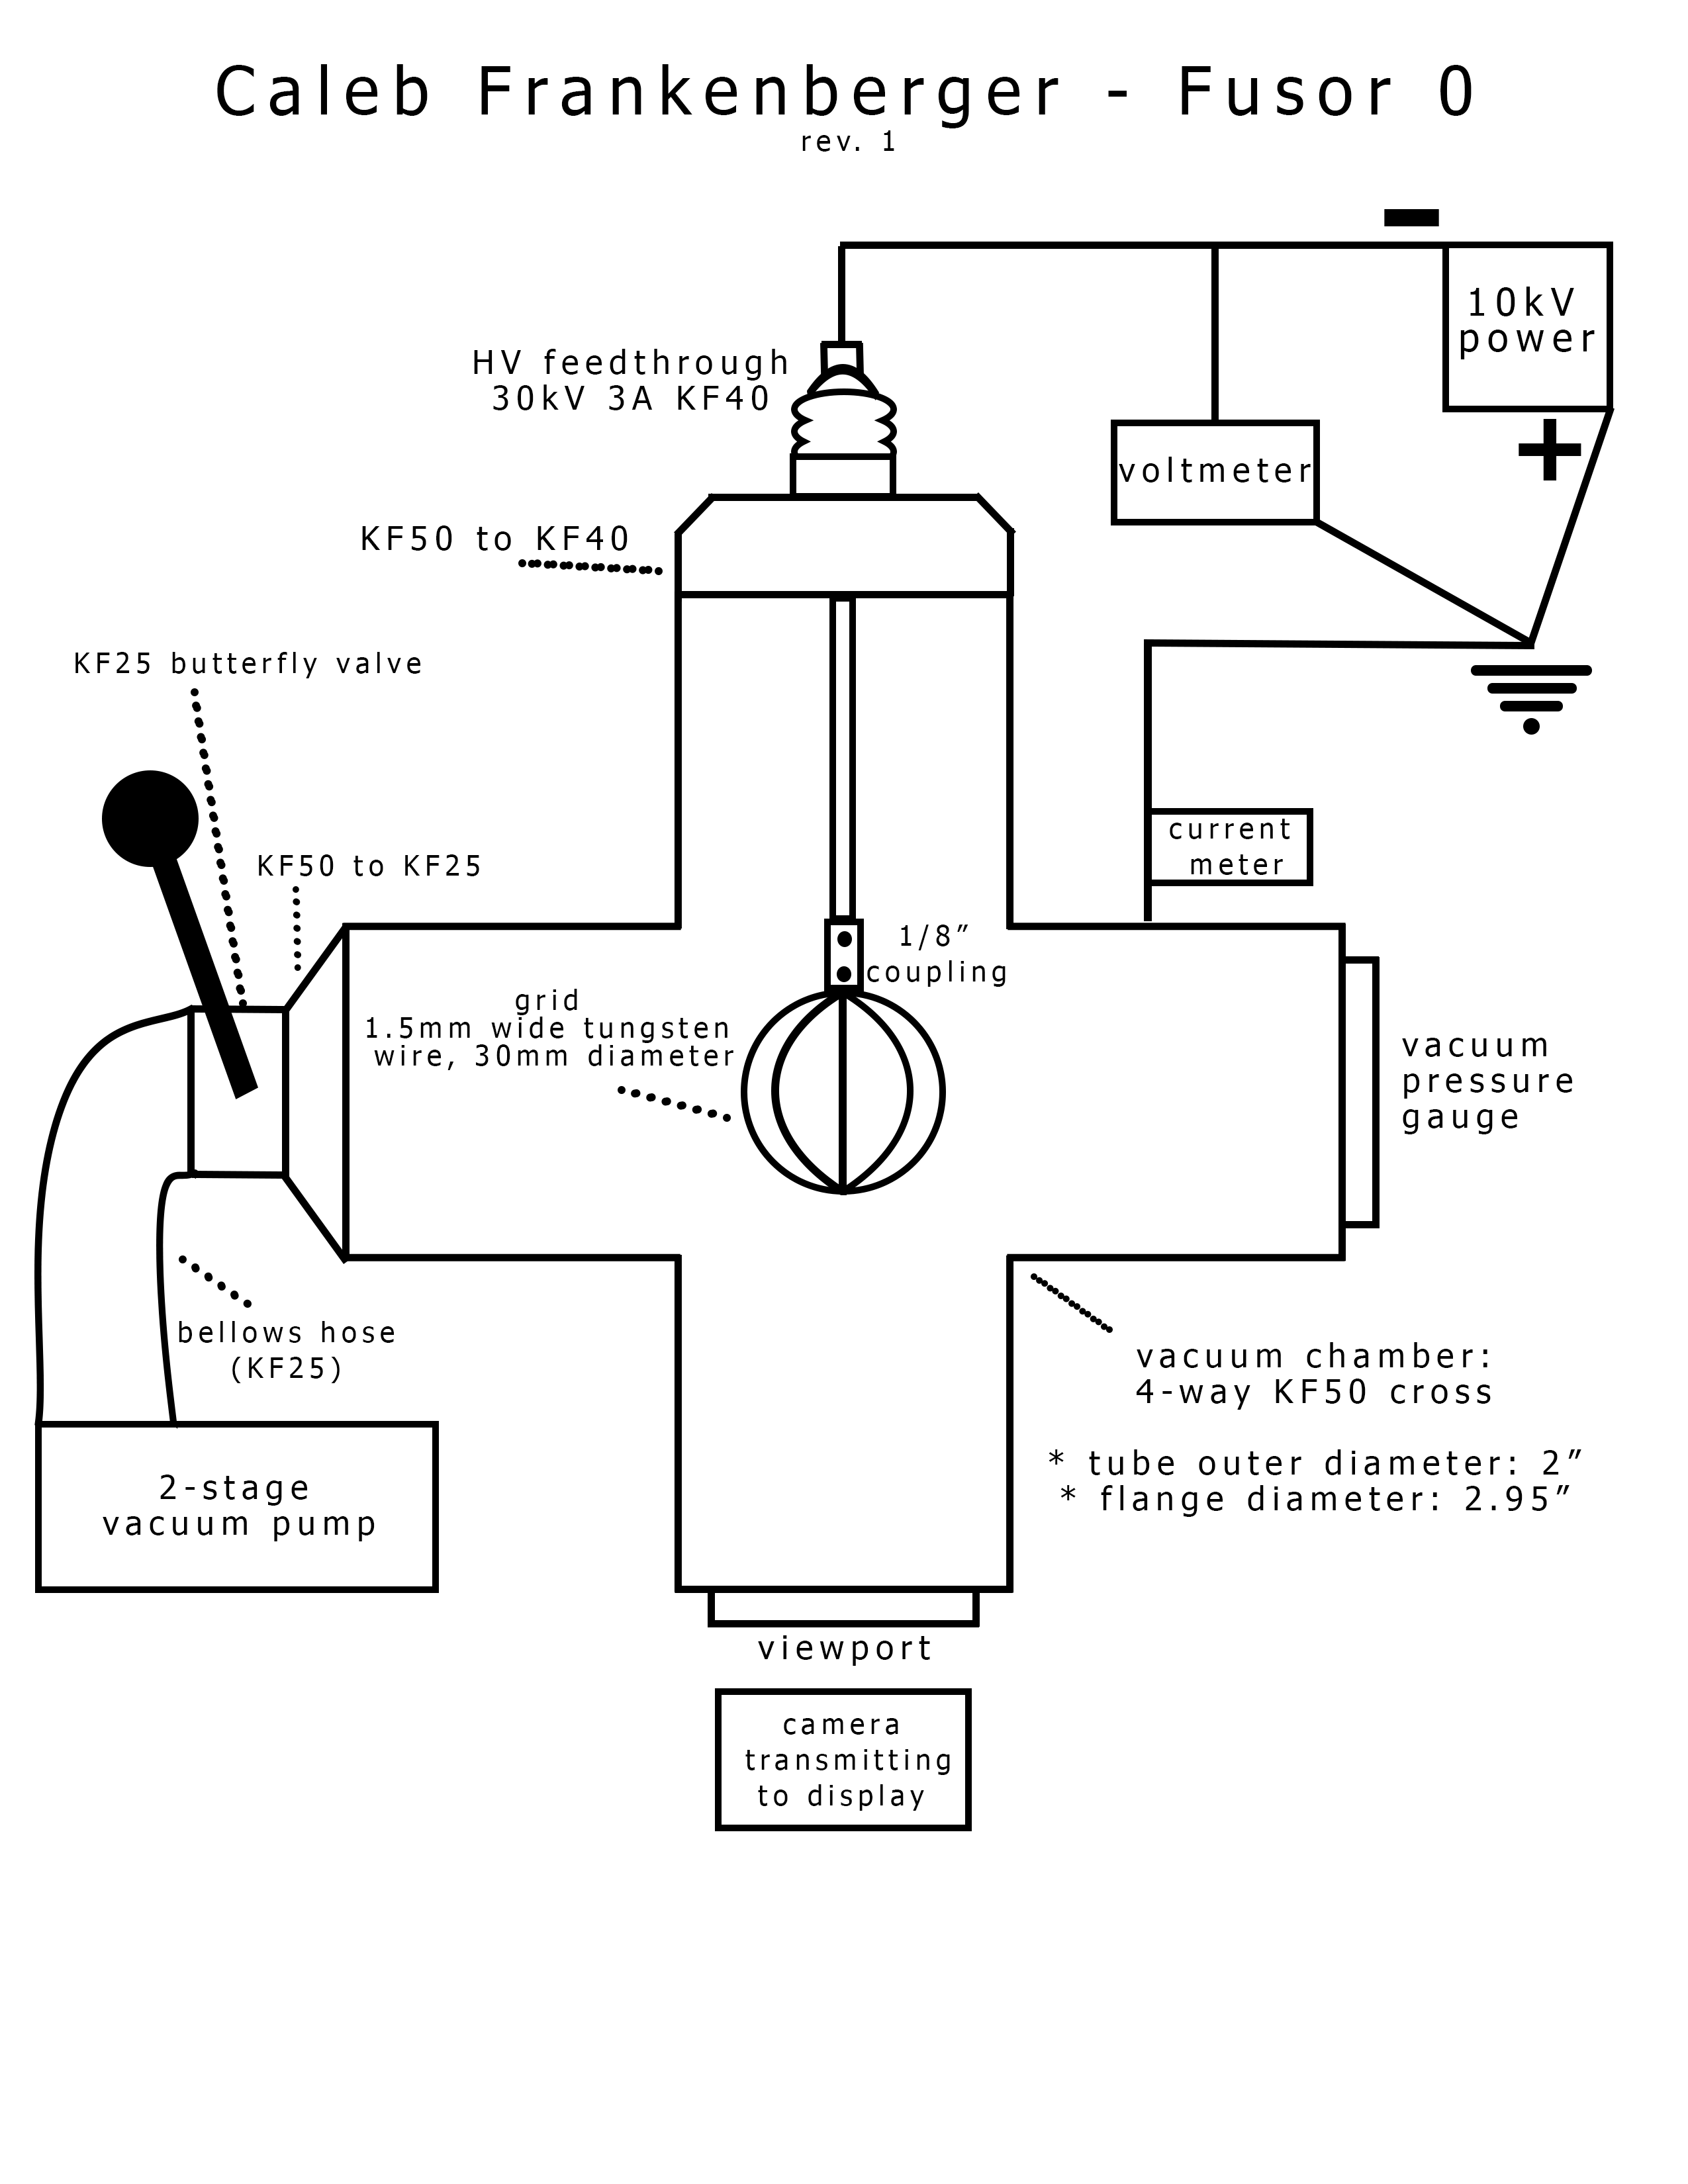 Caleb Frankenberger - Fusor 0
rev. 1
10kV
power
HV feedthrough
30kV 3A KF40
voltmeter
KF50 to KF40
KF25 butterfly valve
current
meter
KF50 to KF25
1/8”
coupling
grid
1.5mm wide tungsten
wire, 30mm diameter
vacuum
pressure
gauge
bellows hose
(KF25)
vacuum chamber:
4-way KF50 cross
* tube outer diameter: 2”
* flange diameter: 2.95”
2-stage
vacuum pump
viewport
camera
transmitting
to display